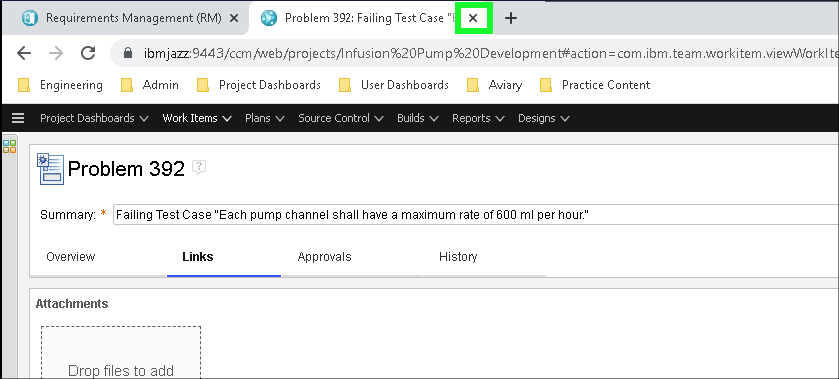 Requirements Management (RM)
Problem 392: Failing Test Case "E
ibmjazz:9443/ccm/web/projects/Infusion%20Pump%20Development#action=com.ibm.team.workitem.viewWorkIte
Engineering Admin Project Dashboards User Dashboards Aviary Practice Content
Project Dashboards Work Items Plans Source Control Builds Reports Designs
Problem 392 ?
Summary: * Failing Test Case "Each pump channel shall have a maximum rate of 600 ml per hour."
Overview Links Approvals History
Attachments
Drop files to add